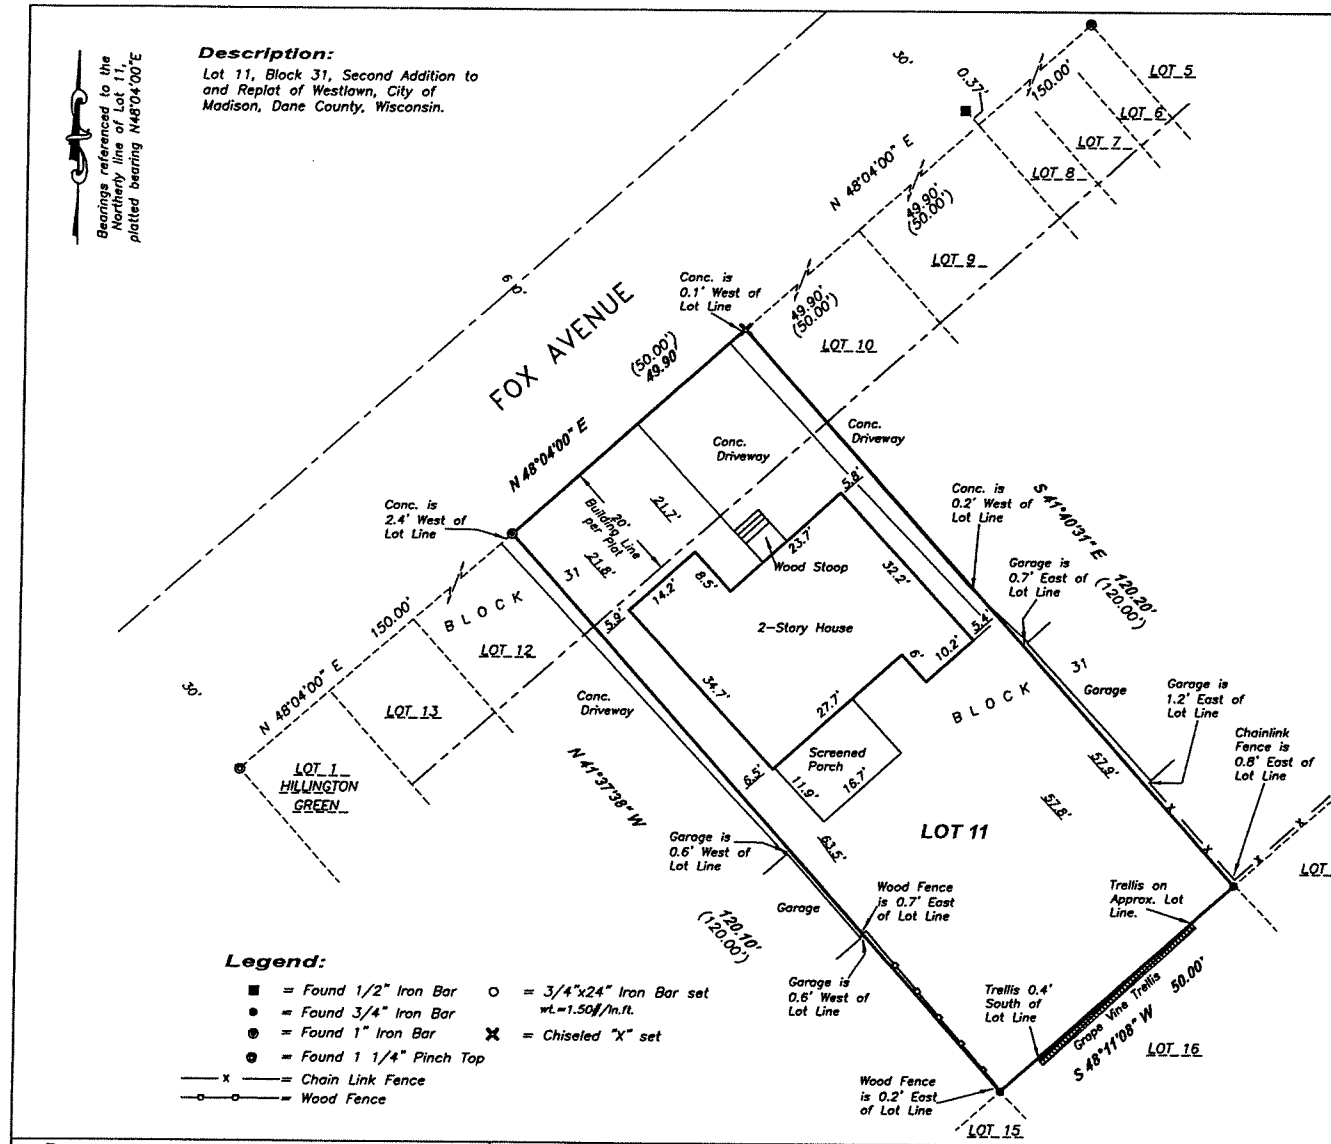 Description:
Lot 11, Block 31, Second Addition to
and Replat of Westlawn, City of
Madison, Dane County, Wisconsin.
Bearings referenced to the
Northerly line of Lot 11,
platted bearing N48°04'00"E
30'
0.37'
150.00'
LOT 5
LOT 6
LOT 7
LOT 8
N 48°04'00" E
49.90'
(50.00')
LOT 9
60'
Conc. is
0.1' West of
Lot Line
49.90'
(50.00')
LOT 10
FOX AVENUE
(50.00')
49.90'
N 48°04'00" E
Conc.
Driveway
Conc.
Driveway
5.8'
Conc. is
2.4' West of
Lot Line
20'
Building Line
per Plat
21.7'
21.8'
Conc. is
0.2' West of
Lot Line
S 41°40'31" E
120.20'
(120.00')
Wood Stoop
23.7'
32.2'
14.2'
8.5'
5.9'
BLOCK 31
Garage is
0.7' East of
Lot Line
150.00'
LOT 12
2-Story House
5.4'
10.2'
6'
30'
N 48°04'00" E
LOT 13
34.7'
27.7'
Conc.
Driveway
BLOCK 31
Garage
Garage is
1.2' East of
Lot Line
Chainlink
Fence is
0.8' East of
Lot Line
LOT 1
HILLINGTON
GREEN
N 41°37'38" W
6.5'
Screened
Porch
11.9'
16.7'
57.9'
57.8'
LOT 11
63.5'
Garage is
0.6' West of
Lot Line
Garage
120.10'
(120.00')
Wood Fence
is 0.7' East
of Lot Line
Trellis on
Approx. Lot
Line.
LOT
Garage is
0.6' West of
Lot Line
Trellis 0.4'
South of
Lot Line
Grape Vine Trellis
50.00'
S 48°11'08" W
LOT 16
Wood Fence
is 0.2' East
of Lot Line
LOT 15
Legend:
= Found 1/2" Iron Bar
= Found 3/4" Iron Bar
= Found 1" Iron Bar
= Found 1 1/4" Pinch Top
x = Chain Link Fence
= Wood Fence
= 3/4"x24" Iron Bar set
wt.=1.50#/in.ft.
= Chiseled "X" set